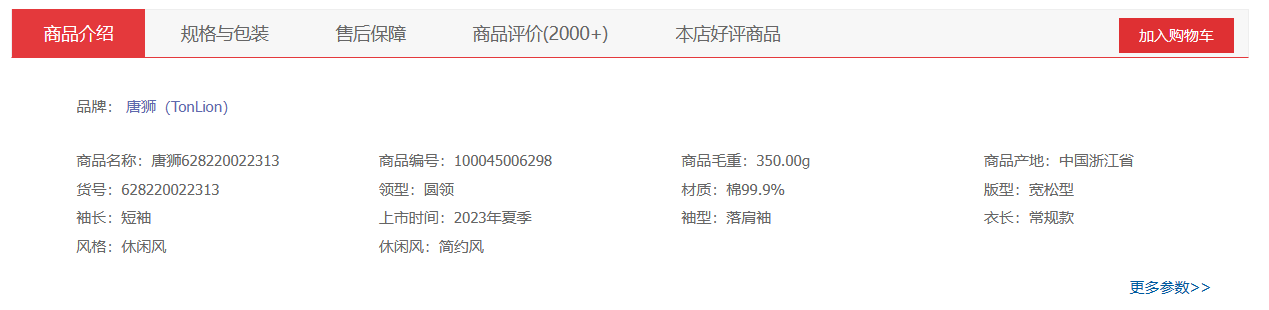 商品介绍 规格与包装 售后保障 商品评价(2000+) 本店好评商品 加入购物车
品牌： 唐狮（TonLion）
商品名称：唐狮628220022313 商品编号：100045006298 商品毛重：350.00g 商品产地：中国浙江省
货号：628220022313 领型：圆领 材质：棉99.9% 版型：宽松型
袖长：短袖 上市时间：2023年夏季 袖型：落肩袖 衣长：常规款
风格：休闲风 休闲风：简约风
更多参数>>